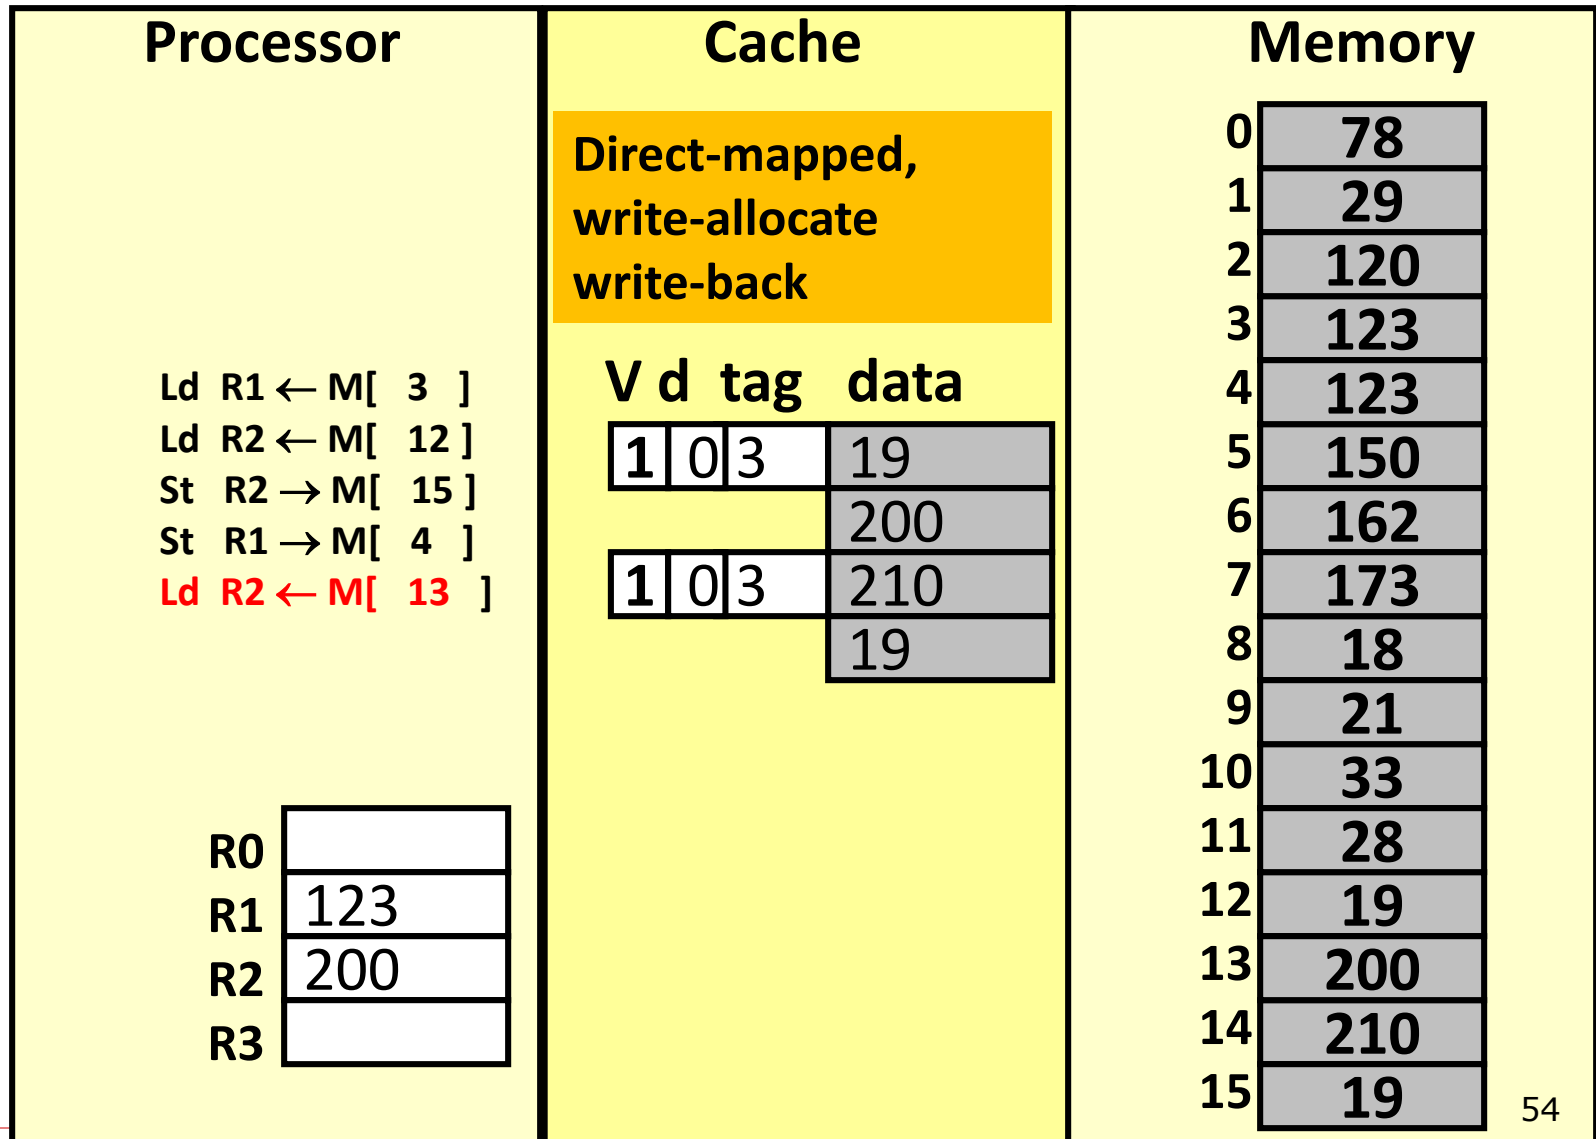 Processor
Ld R1 ← M[ 3 ]
Ld R2 ← M[ 12 ]
St R2 → M[ 15 ]
St R1 → M[ 4 ]
Ld R2 ← M[ 13 ]
R0
R1 123
R2 200
R3
Cache
Direct-mapped,
write-allocate
write-back
V d tag data
1 0 3 19
200
1 0 3 210
19
Memory
0 78
1 29
2 120
3 123
4 123
5 150
6 162
7 173
8 18
9 21
10 33
11 28
12 19
13 200
14 210
15 19
54